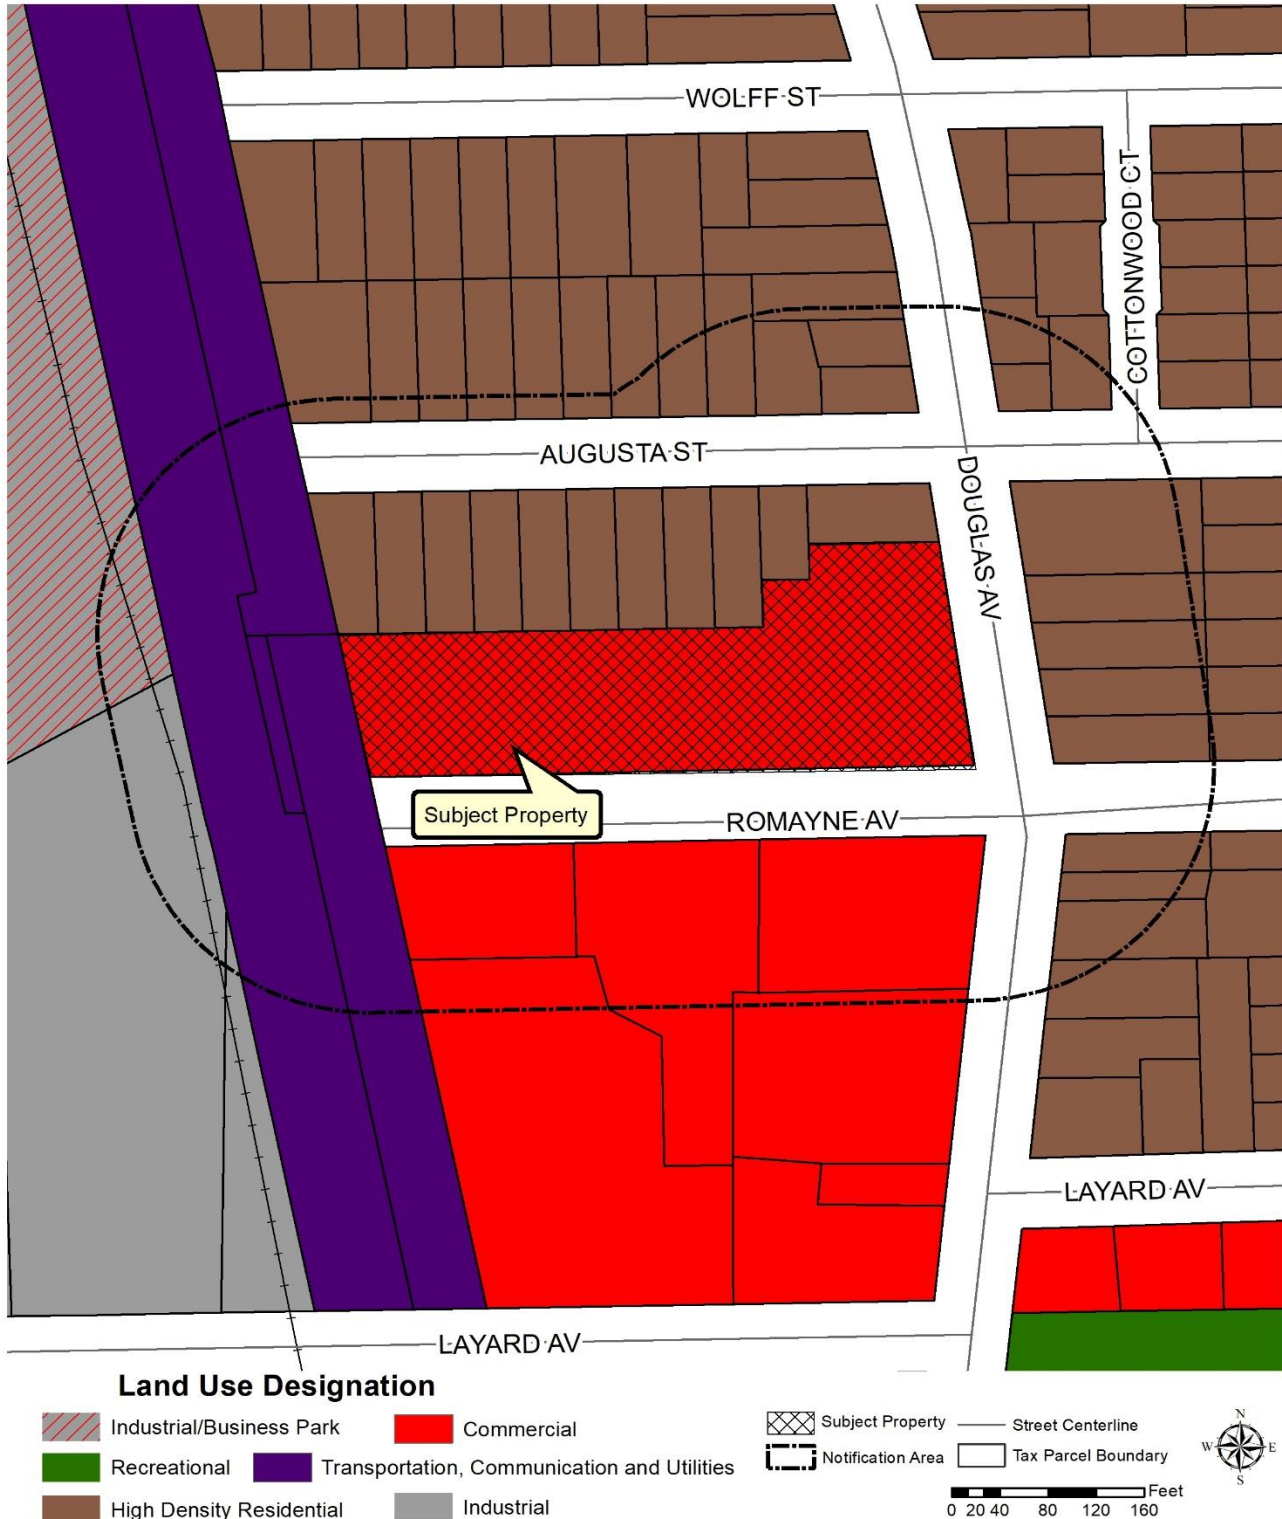 WOLFF ST
COTTONWOOD CT
AUGUSTA ST
DOUGLAS AV
Subject Property
ROMAYNE AV
LAYARD AV
LAYARD AV
Land Use Designation
Industrial/Business Park
Commercial
Recreational
Transportation, Communication and Utilities
High Density Residential
Industrial
Subject Property
Street Centerline
Notification Area
Tax Parcel Boundary
N
W
E
S
Feet
0 20 40 80 120 160